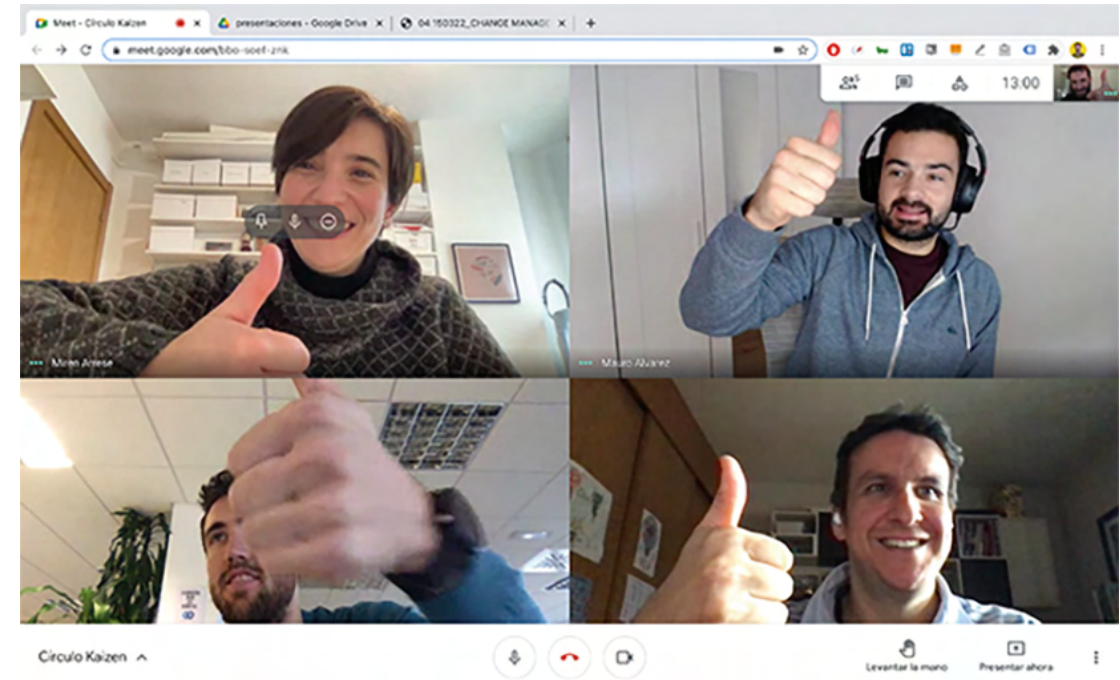 Meet - Círculo Kaizen
presentaciones - Google Drive
04.150322_CHANGE MANAGE
meet.google.com/bbo-soef-znk
13:00
Miren Arrese
Mauro Alvarez
Círculo Kaizen
Levantar la mano
Presentar ahora